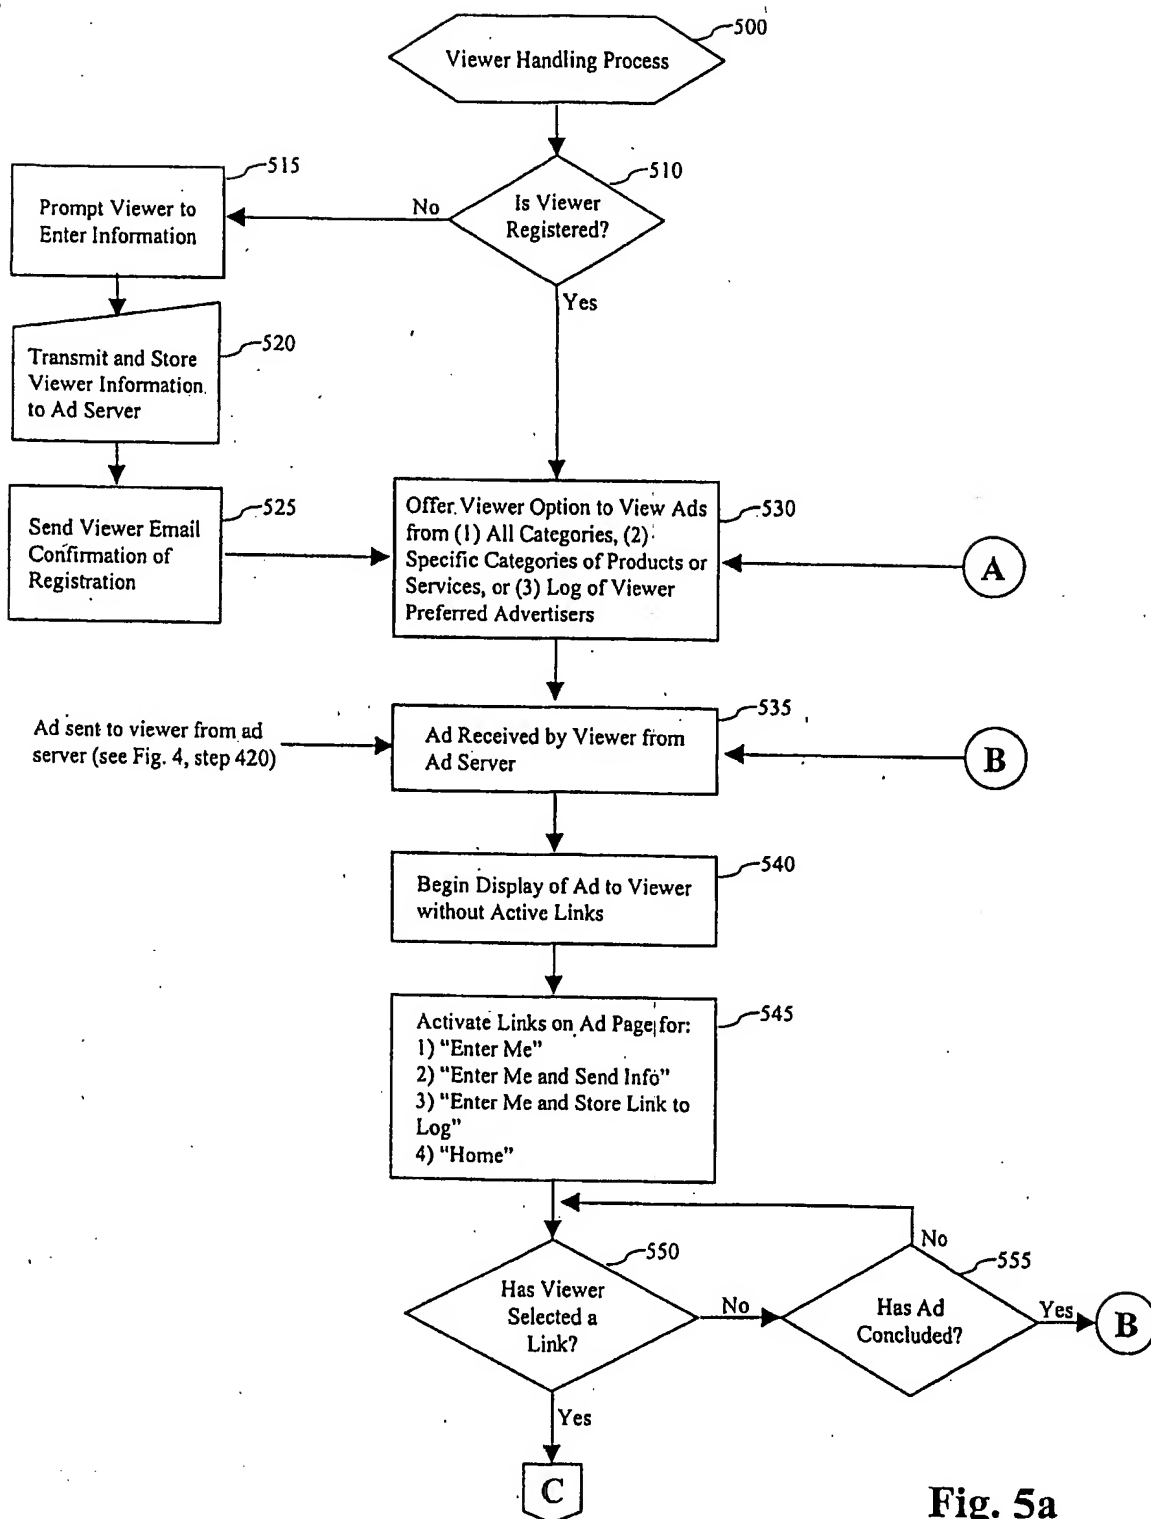 500
Viewer Handling Process
515
510
Prompt Viewer to
Enter Information
No
Is Viewer
Registered?
Yes
520
Transmit and Store
Viewer Information
to Ad Server
525
Send Viewer Email
Confirmation of
Registration
530
Offer Viewer Option to View Ads
from (1) All Categories, (2)
Specific Categories of Products or
Services, or (3) Log of Viewer
Preferred Advertisers
A
535
Ad sent to viewer from ad
server (see Fig. 4, step 420)
Ad Received by Viewer from
Ad Server
B
540
Begin Display of Ad to Viewer
without Active Links
545
Activate Links on Ad Page for:
1) "Enter Me"
2) "Enter Me and Send Info"
3) "Enter Me and Store Link to
Log"
4) "Home"
550
Has Viewer
Selected a
Link?
No
No
555
Has Ad
Concluded?
Yes
B
Yes
C
Fig. 5a